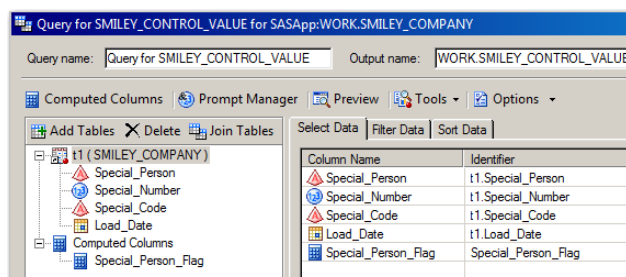 Query for SMILEY_CONTROL_VALUE for SASApp:WORK.SMILEY_COMPANY
Query name: Query for SMILEY_CONTROL_VALUE Output name: WORK.SMILEY_CONTROL_VALUE
Computed Columns Prompt Manager Preview Tools Options
Add Tables Delete Join Tables Select Data Filter Data Sort Data
t1 (SMILEY_COMPANY) Column Name Identifier
Special_Person Special_Person t1.Special_Person
Special_Number Special_Number t1.Special_Number
Special_Code Special_Code t1.Special_Code
Load_Date Load_Date t1.Load_Date
Computed Columns Special_Person_Flag Special_Person_Flag
Special_Person_Flag